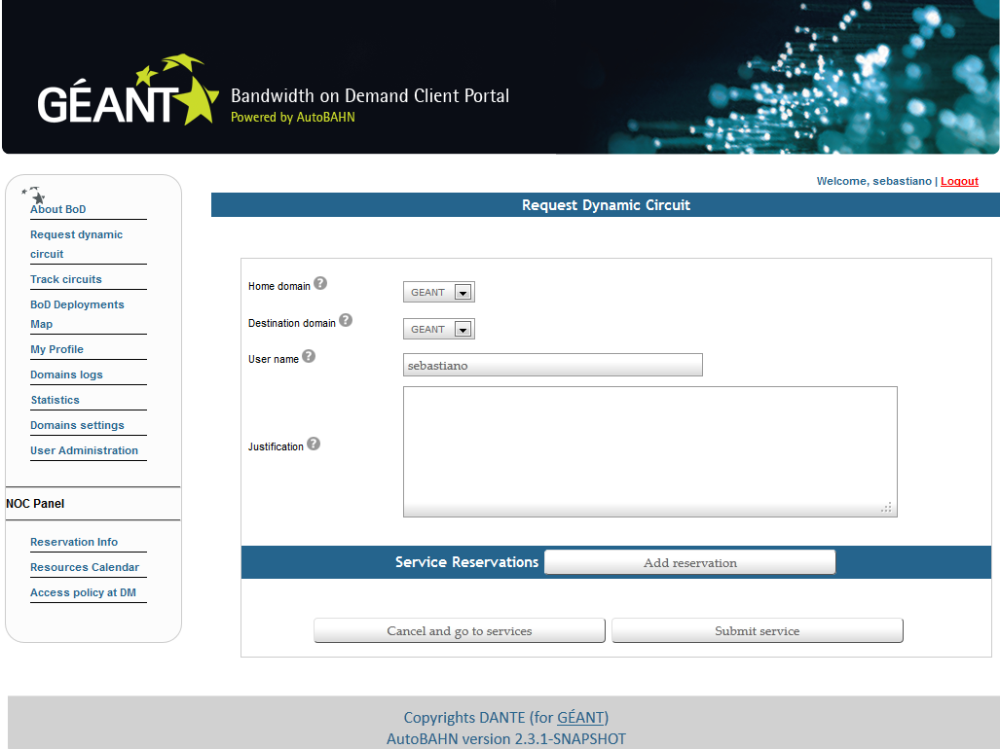 GÉANT
Bandwidth on Demand Client Portal
Powered by AutoBAHN
Welcome, sebastiano | Logout
About BoD
Request dynamic
circuit
Track circuits
BoD Deployments
Map
My Profile
Domains logs
Statistics
Domains settings
User Administration
NOC Panel
Reservation Info
Resources Calendar
Access policy at DM
Request Dynamic Circuit
Home domain ? GEANT
Destination domain ? GEANT
User name ? sebastiano
Justification ?
Service Reservations Add reservation
Cancel and go to services Submit service
Copyrights DANTE (for GÉANT)
AutoBAHN version 2.3.1-SNAPSHOT